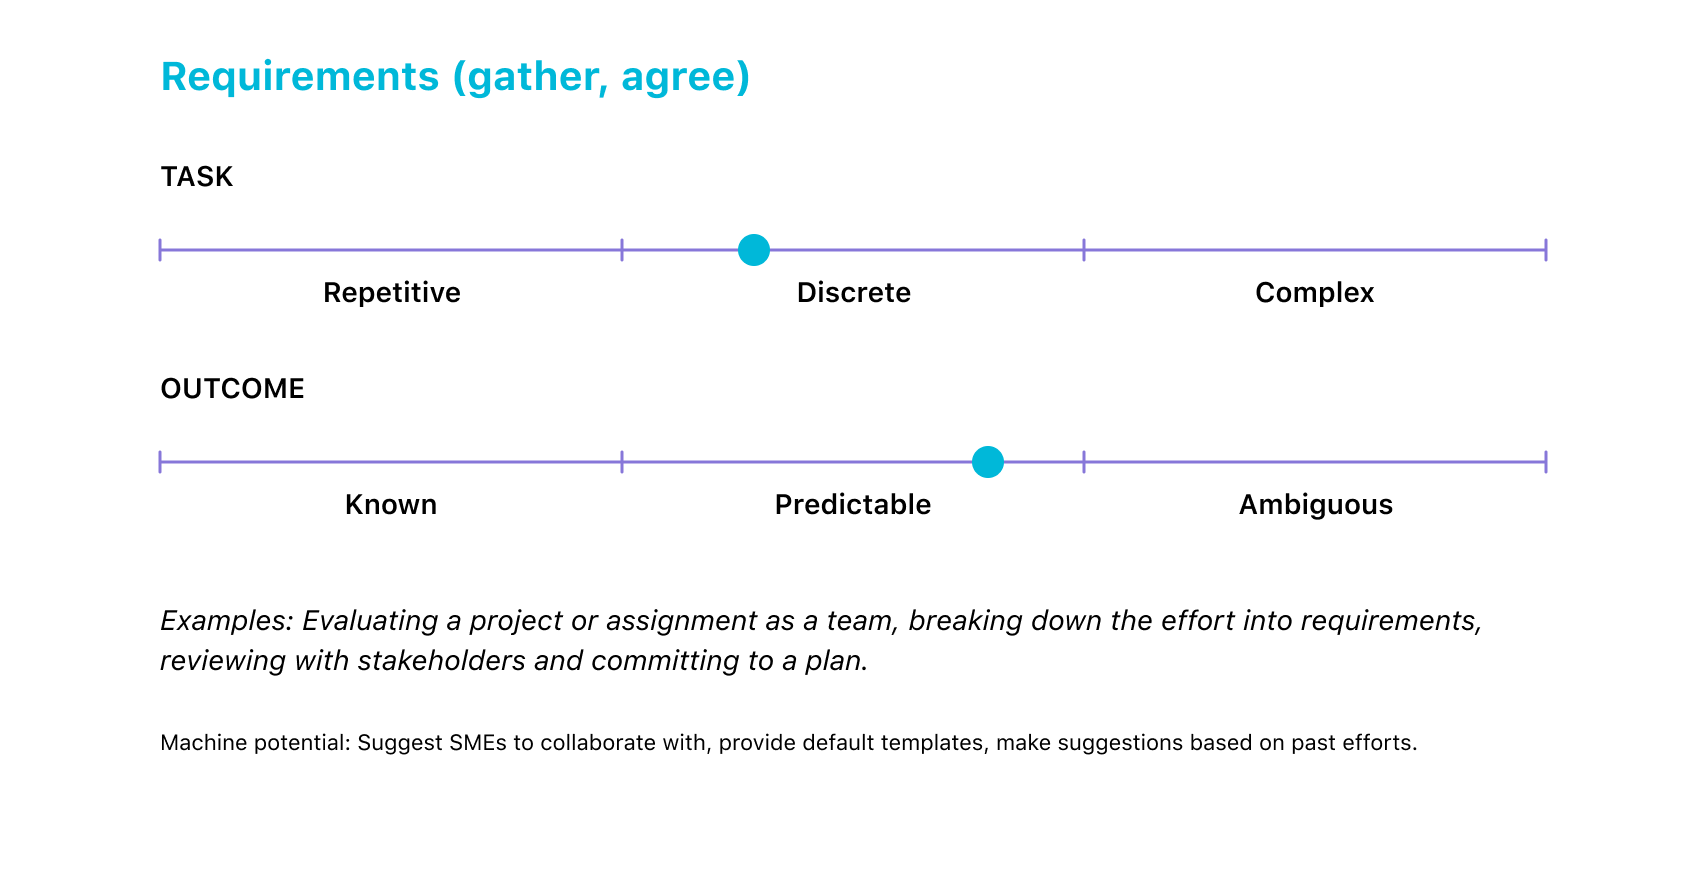 Requirements (gather, agree)
TASK
Repetitive Discrete Complex
OUTCOME
Known Predictable Ambiguous
Examples: Evaluating a project or assignment as a team, breaking down the effort into requirements,
reviewing with stakeholders and committing to a plan.
Machine potential: Suggest SMEs to collaborate with, provide default templates, make suggestions based on past efforts.